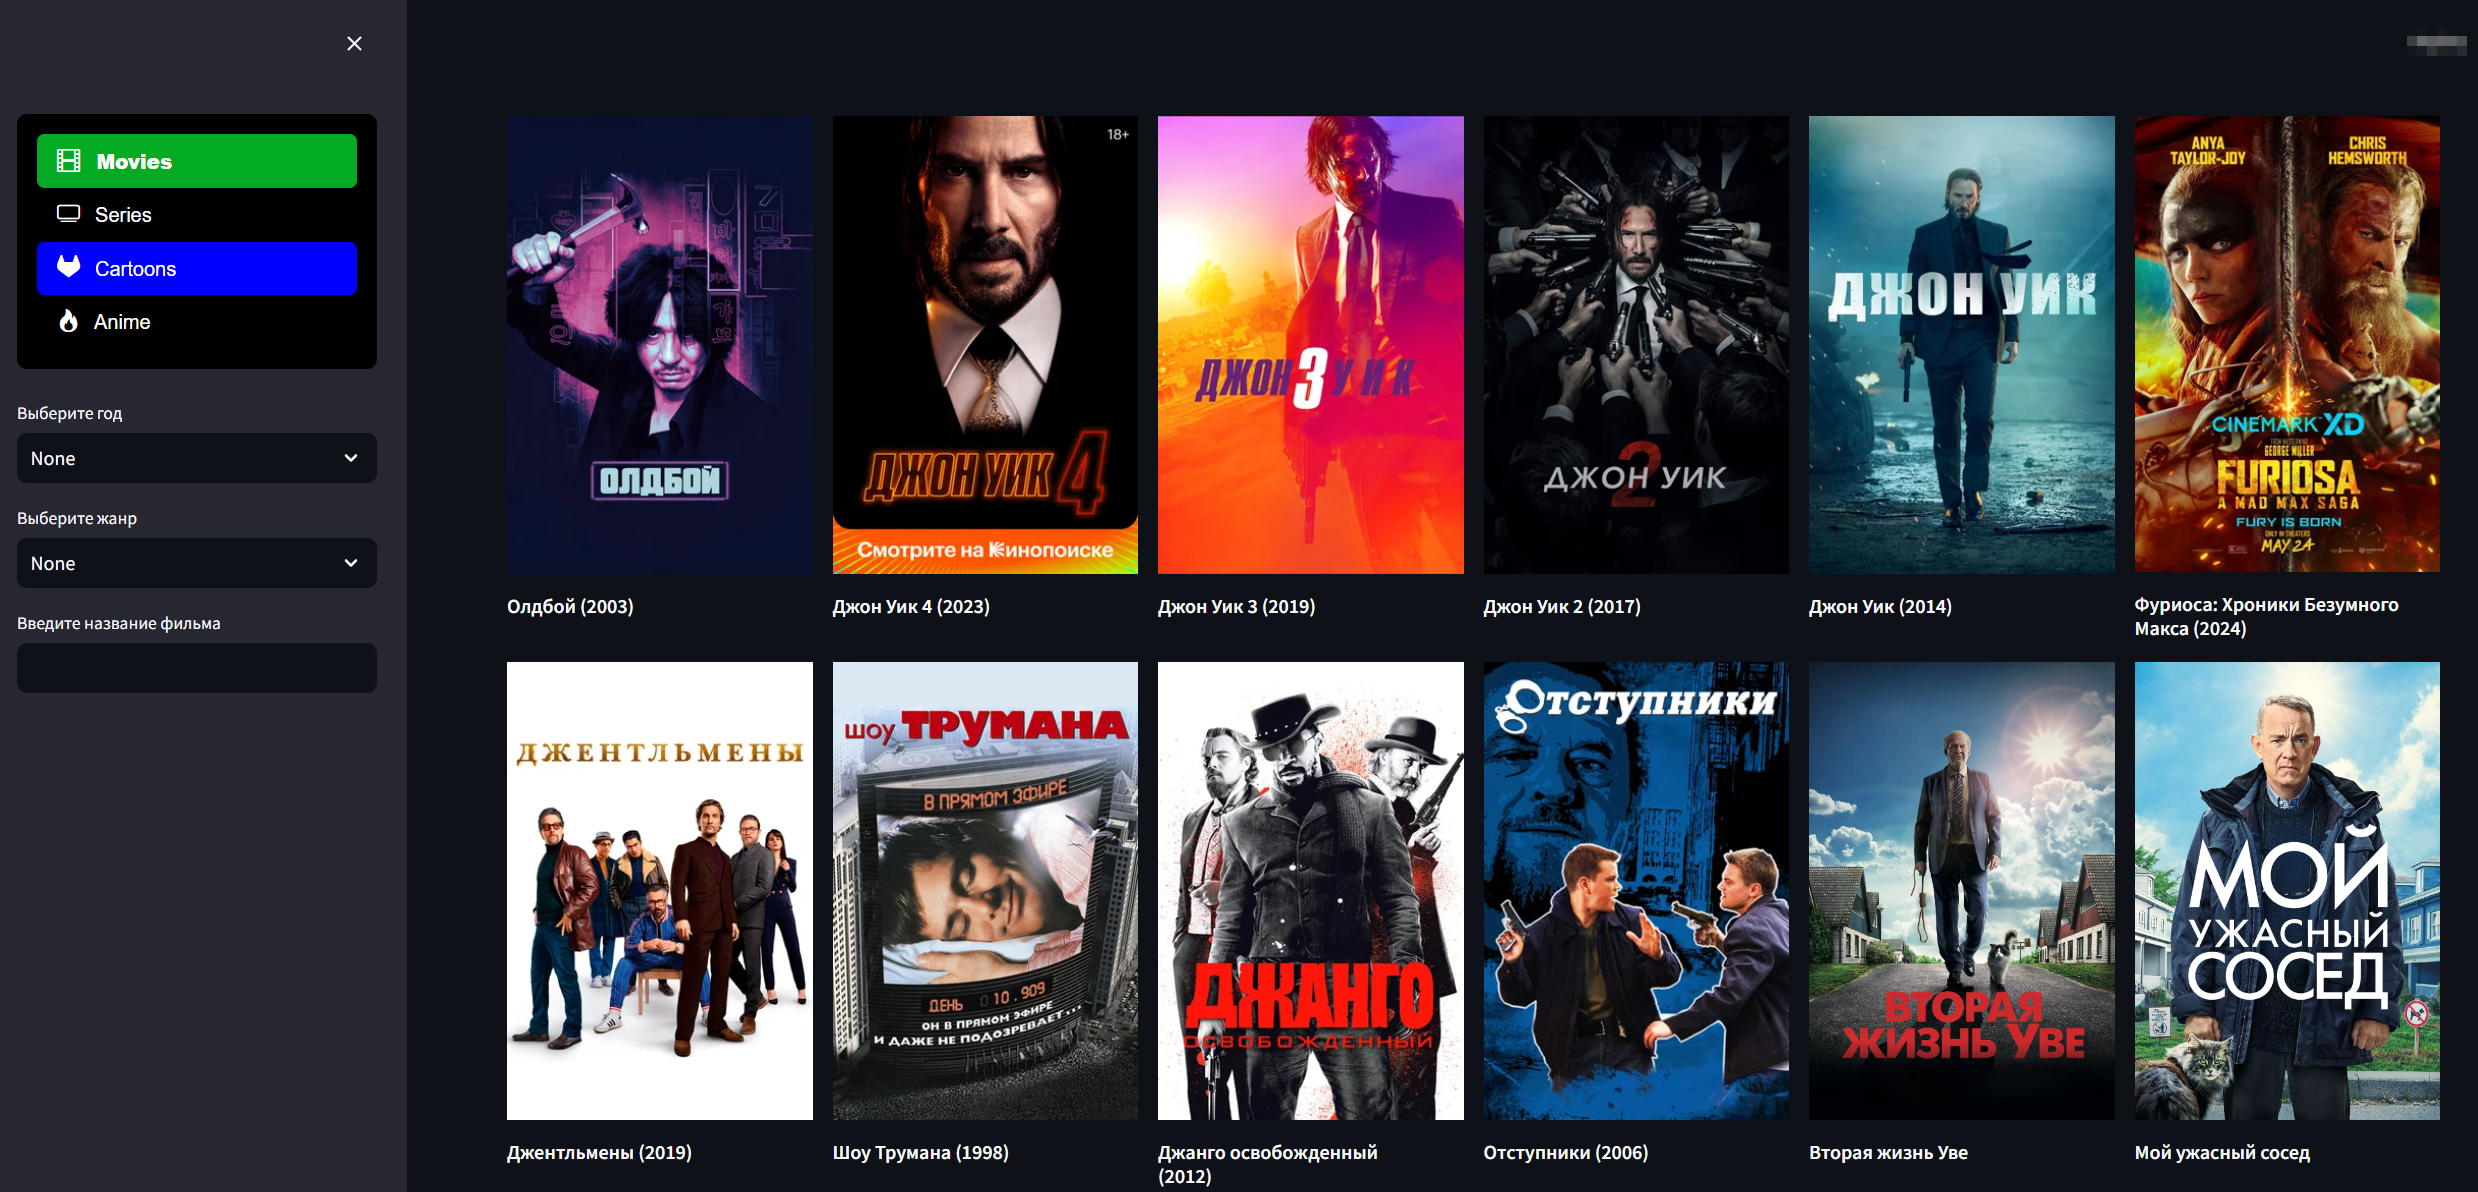 Movies
Series
Cartoons
Anime
Выберите год
None
Выберите жанр
None
Введите название фильма
ОЛДБОЙ
Олдбой (2003)
18+
ДЖОН УИК 4
Смотрите на Кинопоиске
Джон Уик 4 (2023)
ДЖОН 3 УИК
Джон Уик 3 (2019)
2
ДЖОН УИК
Джон Уик 2 (2017)
ДЖОН УИК
Джон Уик (2014)
ANYA
TAYLOR-JOY
CHRIS
HEMSWORTH
CINEMARK XD
FROM MASTERMIND
GEORGE MILLER
FURIOSA
A MAD MAX SAGA
FURY IS BORN
ONLY IN THEATERS
MAY 24
Фуриоса: Хроники Безумного
Макса (2024)
ДЖЕНТЛЬМЕНЫ
Джентльмены (2019)
ШОУ ТРУМАНА
В ПРЯМОМ ЭФИРЕ
ДЕНЬ 010.909
ОН В ПРЯМОМ ЭФИРЕ
И ДАЖЕ НЕ ПОДОЗРЕВАЕТ...
Шоу Трумана (1998)
ДЖАНГО
ОСВОБОЖДЕННЫЙ
Джанго освобожденный
(2012)
ОТСТУПНИКИ
Отступники (2006)
ВТОРАЯ
ЖИЗНЬ УВЕ
Вторая жизнь Уве
МОЙ
УЖАСНЫЙ
СОСЕД
Мой ужасный сосед